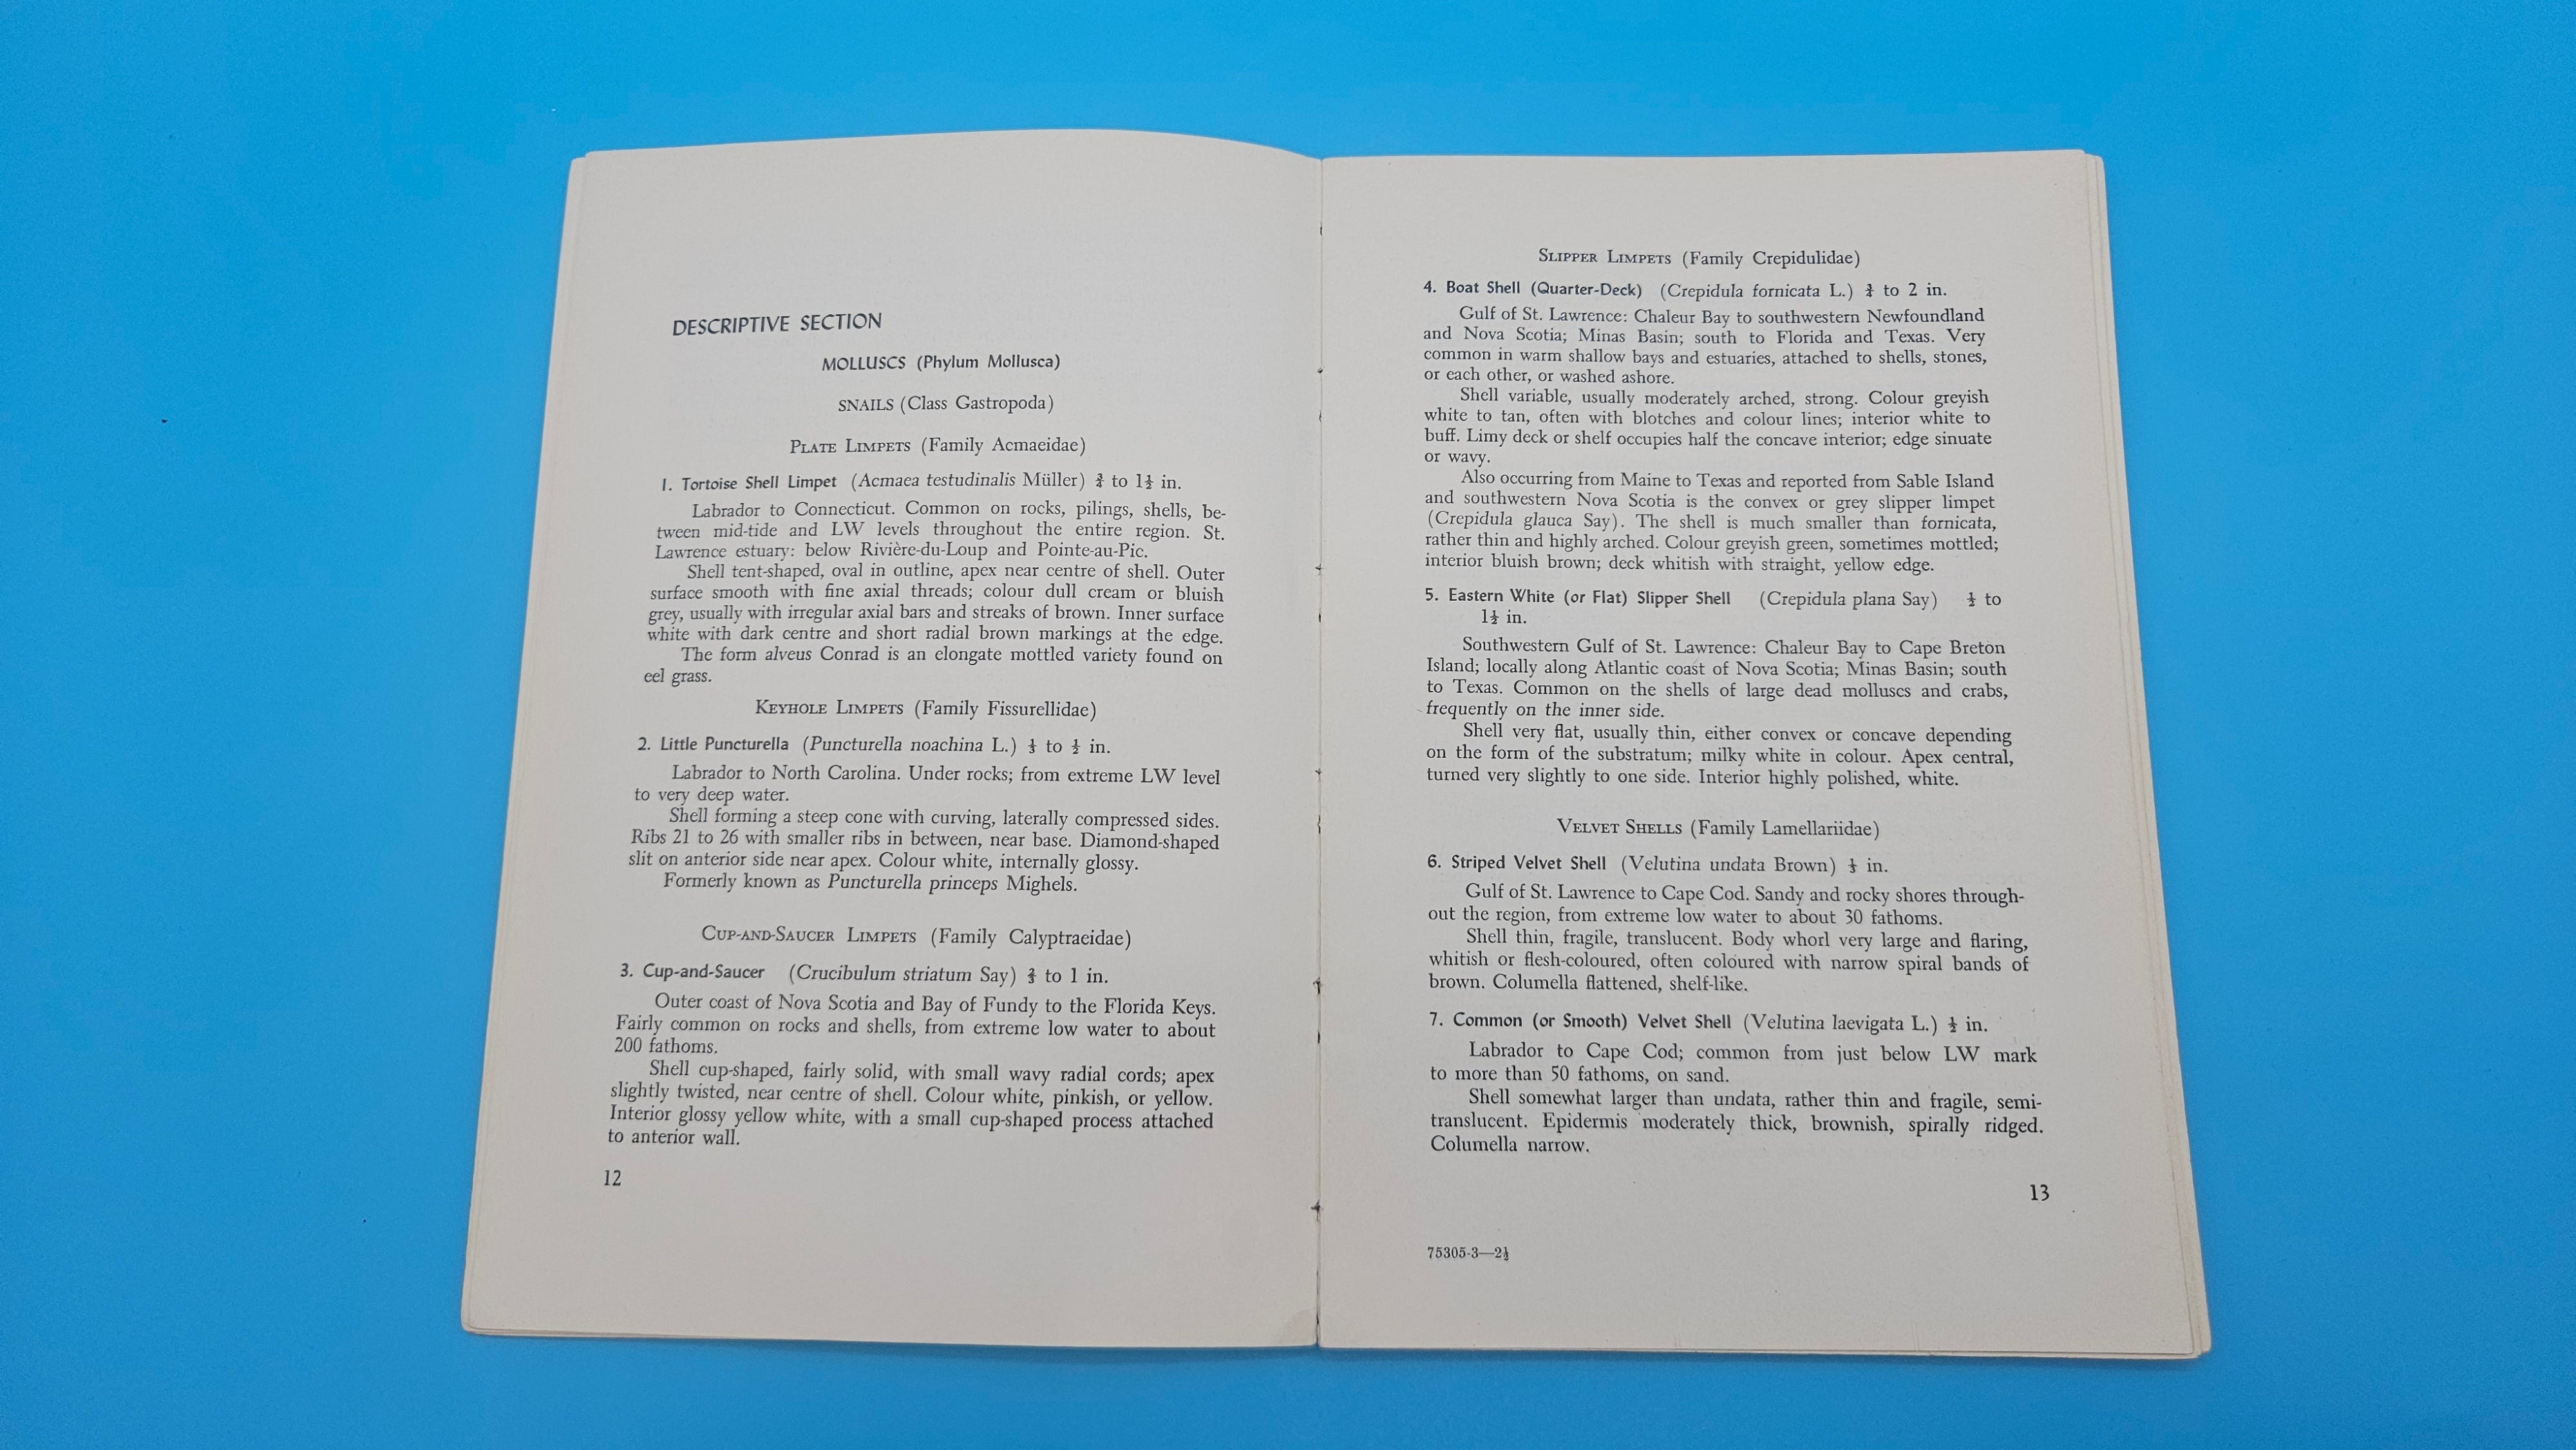 DESCRIPTIVE SECTION
MOLLUSCS (Phylum Mollusca)
SNAILS (Class Gastropoda)
PLATE LIMPETS (Family Acmaeidae)
1. Tortoise Shell Limpet (Acmaea testudinalis Müller) ¾ to 1½ in.
Labrador to Connecticut. Common on rocks, pilings, shells, be-
tween mid-tide and LW levels throughout the entire region. St.
Lawrence estuary: below Rivière-du-Loup and Pointe-au-Pic.
Shell tent-shaped, oval in outline, apex near centre of shell. Outer
surface smooth with fine axial threads; colour dull cream or bluish
grey, usually with irregular axial bars and streaks of brown. Inner surface
white with dark centre and short radial brown markings at the edge.
The form alveus Conrad is an elongate mottled variety found on
eel grass.
KEYHOLE LIMPETS (Family Fissurellidae)
2. Little Puncturella (Puncturella noachina L.) to ½ in.
Labrador to North Carolina. Under rocks; from extreme LW level
to very deep water.
Shell forming a steep cone with curving, laterally compressed sides.
Ribs 21 to 26 with smaller ribs in between, near base. Diamond-shaped
slit on anterior side near apex. Colour white, internally glossy.
Formerly known as Puncturella princeps Mighels.
CUP-AND-SAUCER LIMPETS (Family Calyptraeidae)
3. Cup-and-Saucer (Crucibulum striatum Say) to 1 in.
Outer coast of Nova Scotia and Bay of Fundy to the Florida Keys.
Fairly common on rocks and shells, from extreme low water to about
200 fathoms.
Shell cup-shaped, fairly solid, with small wavy radial cords; apex
slightly twisted, near centre of shell. Colour white, pinkish, or yellow.
Interior glossy yellow white, with a small cup-shaped process attached
to anterior wall.
12
SLIPPER LIMPETS (Family Crepidulidae)
4. Boat Shell (Quarter-Deck) (Crepidula fornicata L.) ¾ to 2 in.
Gulf of St. Lawrence: Chaleur Bay to southwestern Newfoundland
and Nova Scotia; Minas Basin; south to Florida and Texas. Very
common in warm shallow bays and estuaries, attached to shells, stones,
or each other, or washed ashore.
Shell variable, usually moderately arched, strong. Colour greyish
white to tan, often with blotches and colour lines; interior white to
buff. Limy deck or shelf occupies half the concave interior; edge sinuate
or wavy.
Also occurring from Maine to Texas and reported from Sable Island
and southwestern Nova Scotia is the convex or grey slipper limpet
(Crepidula glauca Say). The shell is much smaller than fornicata,
rather thin and highly arched. Colour greyish green, sometimes mottled;
interior bluish brown; deck whitish with straight, yellow edge.
5. Eastern White (or Flat) Slipper Shell (Crepidula plana Say) ½ to
1½ in.
Southwestern Gulf of St. Lawrence: Chaleur Bay to Cape Breton
Island; locally along Atlantic coast of Nova Scotia; Minas Basin; south
to Texas. Common on the shells of large dead molluscs and crabs,
frequently on the inner side.
Shell very flat, usually thin, either convex or concave depending
on the form of the substratum; milky white in colour. Apex central,
turned very slightly to one side. Interior highly polished, white.
VELVET SHELLS (Family Lamellariidae)
6. Striped Velvet Shell (Velutina undata Brown) in.
Gulf of St. Lawrence to Cape Cod. Sandy and rocky shores through-
out the region, from extreme low water to about 30 fathoms.
Shell thin, fragile, translucent. Body whorl very large and flaring,
whitish or flesh-coloured, often coloured with narrow spiral bands of
brown. Columella flattened, shelf-like.
7. Common (or Smooth) Velvet Shell (Velutina laevigata L.) ½ in.
Labrador to Cape Cod; common from just below LW mark
to more than 50 fathoms, on sand.
Shell somewhat larger than undata, rather thin and fragile, semi-
translucent. Epidermis moderately thick, brownish, spirally ridged.
Columella narrow.
13
75305-3—2½